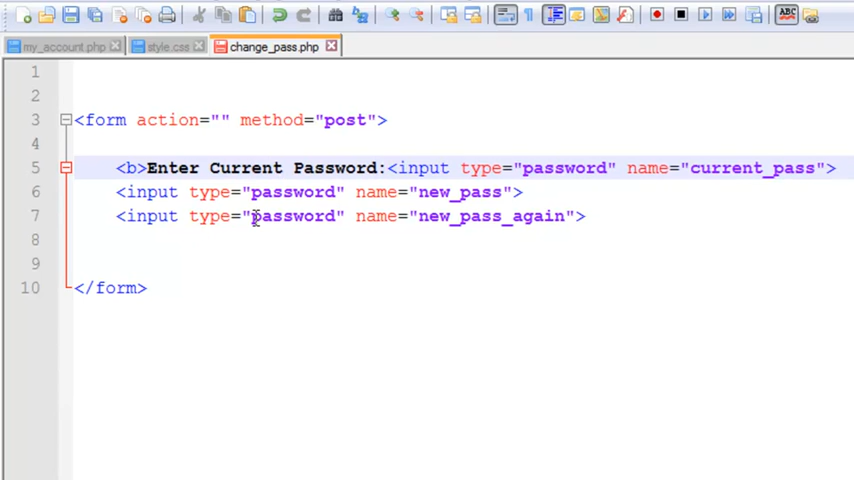 my_account.php style.css change_pass.php
1
2
3 <form action="" method="post">
4
5 <b>Enter Current Password:<input type="password" name="current_pass">
6 <input type="password" name="new_pass">
7 <input type="password" name="new_pass_again">
8
9
10 </form>